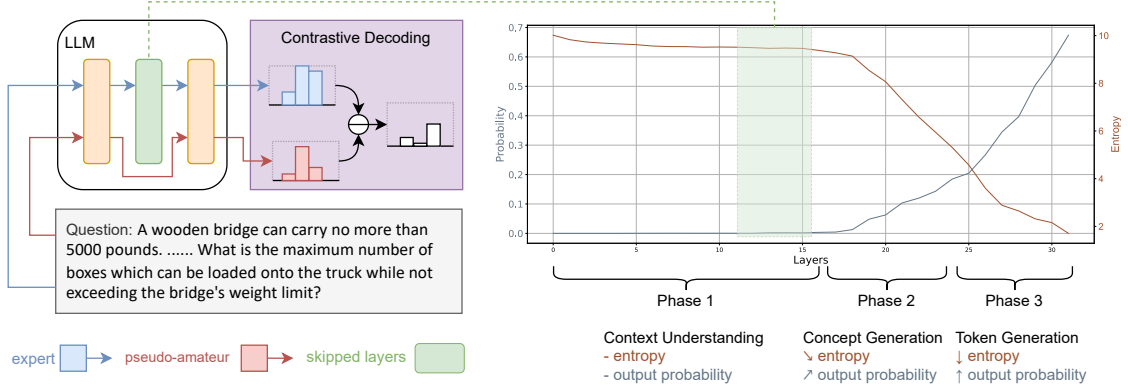 LLM
Contrastive Decoding
Question: A wooden bridge can carry no more than
5000 pounds. ...... What is the maximum number of
boxes which can be loaded onto the truck while not
exceeding the bridge's weight limit?
expert
pseudo-amateur
skipped layers
Probability
0.7
0.6
0.5
0.4
0.3
0.2
0.1
0.0
10
8
6
4
2
Entropy
0 5 10 15 20 25 30
Layers
Phase 1 Phase 2 Phase 3
Context Understanding
- entropy
- output probability
Concept Generation
↘ entropy
↗ output probability
Token Generation
↓ entropy
↑ output probability